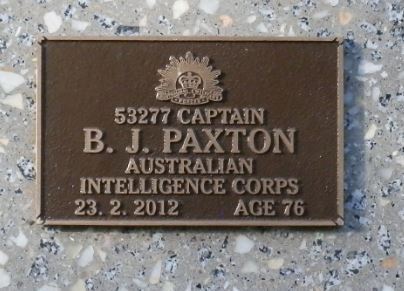 53277 CAPTAIN
B. J. PAXTON
AUSTRALIAN
INTELLIGENCE CORPS
23. 2. 2012 AGE 76